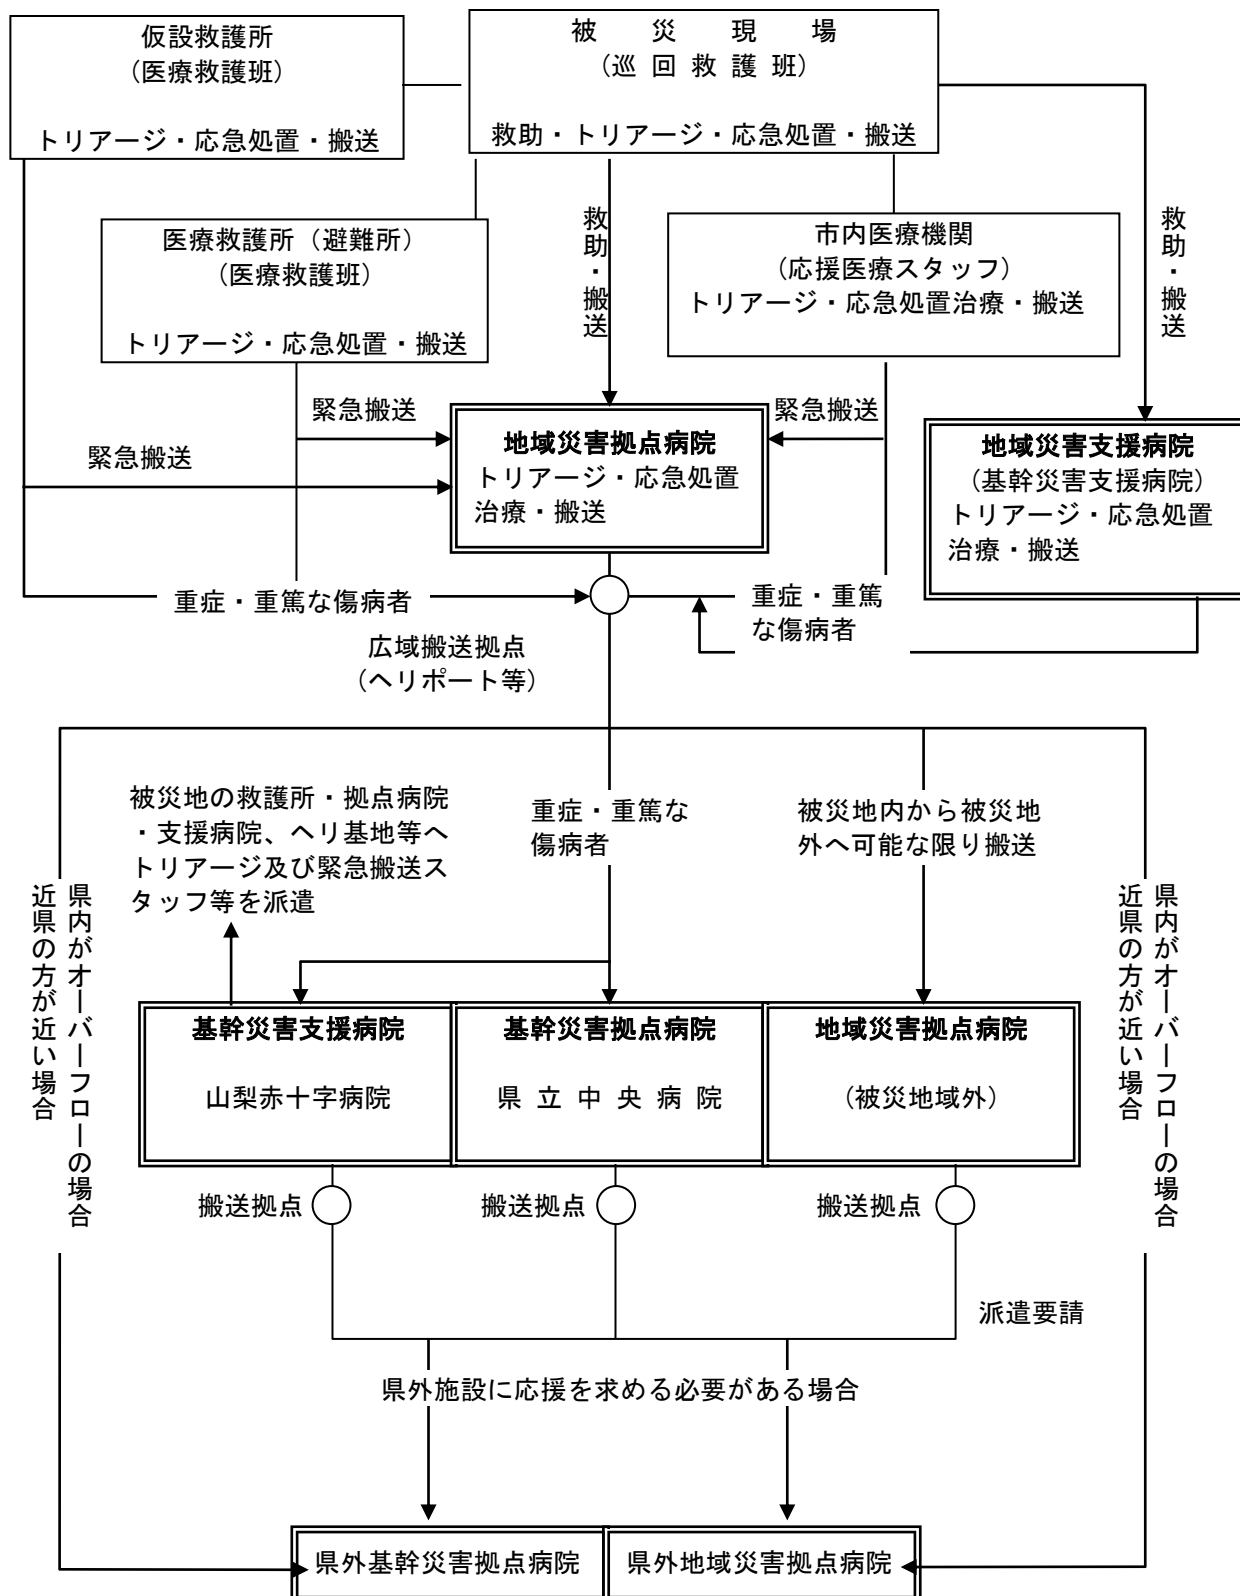 仮設救護所
（医療救護班）
トリアージ・応急処置・搬送
被　災　現　場
（巡 回 救 護 班）
救助・トリアージ・応急処置・搬送
医療救護所（避難所）
（医療救護班）
トリアージ・応急処置・搬送
救助・搬送
市内医療機関
（応援医療スタッフ）
トリアージ・応急処置治療・搬送
救助・搬送
緊急搬送
緊急搬送
緊急搬送
地域災害拠点病院
トリアージ・応急処置
治療・搬送
地域災害支援病院
（基幹災害支援病院）
トリアージ・応急処置
治療・搬送
重症・重篤な傷病者
重症・重篤
な傷病者
広域搬送拠点
（ヘリポート等）
被災地の救護所・拠点病院
・支援病院、ヘリ基地等へ
トリアージ及び緊急搬送ス
タッフ等を派遣
重症・重篤な
傷病者
被災地内から被災地
外へ可能な限り搬送
県内がオーバーフローの場合
近県の方が近い場合
県内がオーバーフローの場合
近県の方が近い場合
基幹災害支援病院
山梨赤十字病院
基幹災害拠点病院
県 立 中 央 病 院
地域災害拠点病院
（被災地域外）
搬送拠点
搬送拠点
搬送拠点
派遣要請
県外施設に応援を求める必要がある場合
県外基幹災害拠点病院
県外地域災害拠点病院